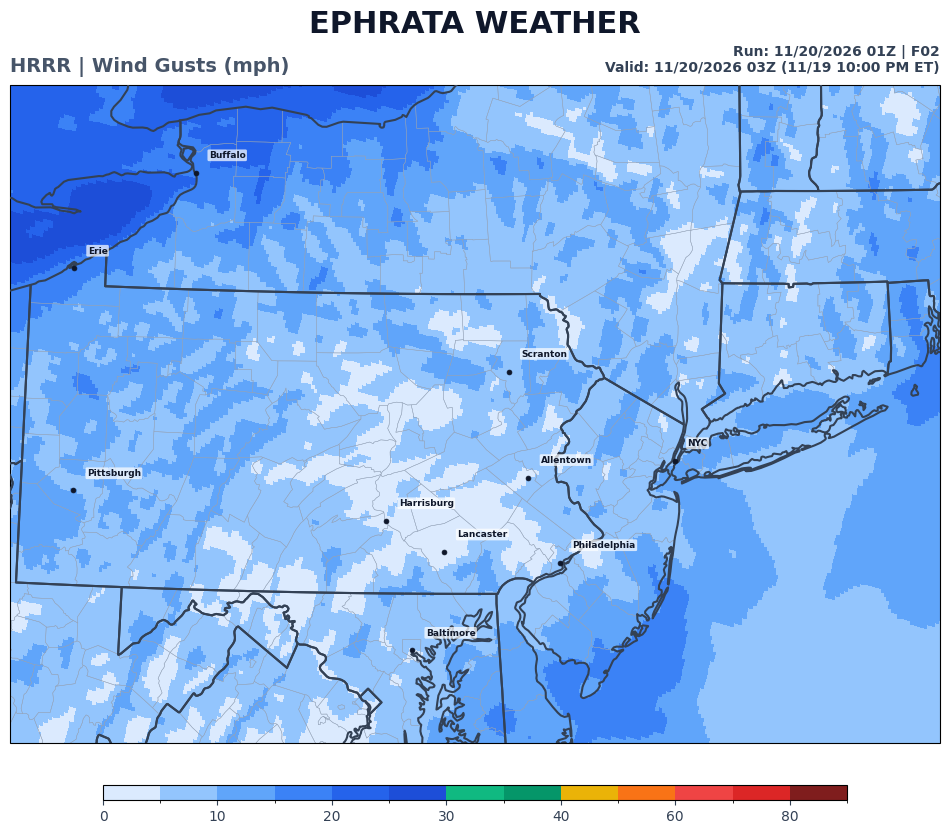 EPHRATA WEATHER
HRRR | Wind Gusts (mph)
Run: 11/20/2026 01Z | F02
Valid: 11/20/2026 03Z (11/19 10:00 PM ET)
Buffalo
Erie
Scranton
NYC
Allentown
Pittsburgh
Harrisburg
Lancaster
Philadelphia
Baltimore
0 10 20 30 40 60 80